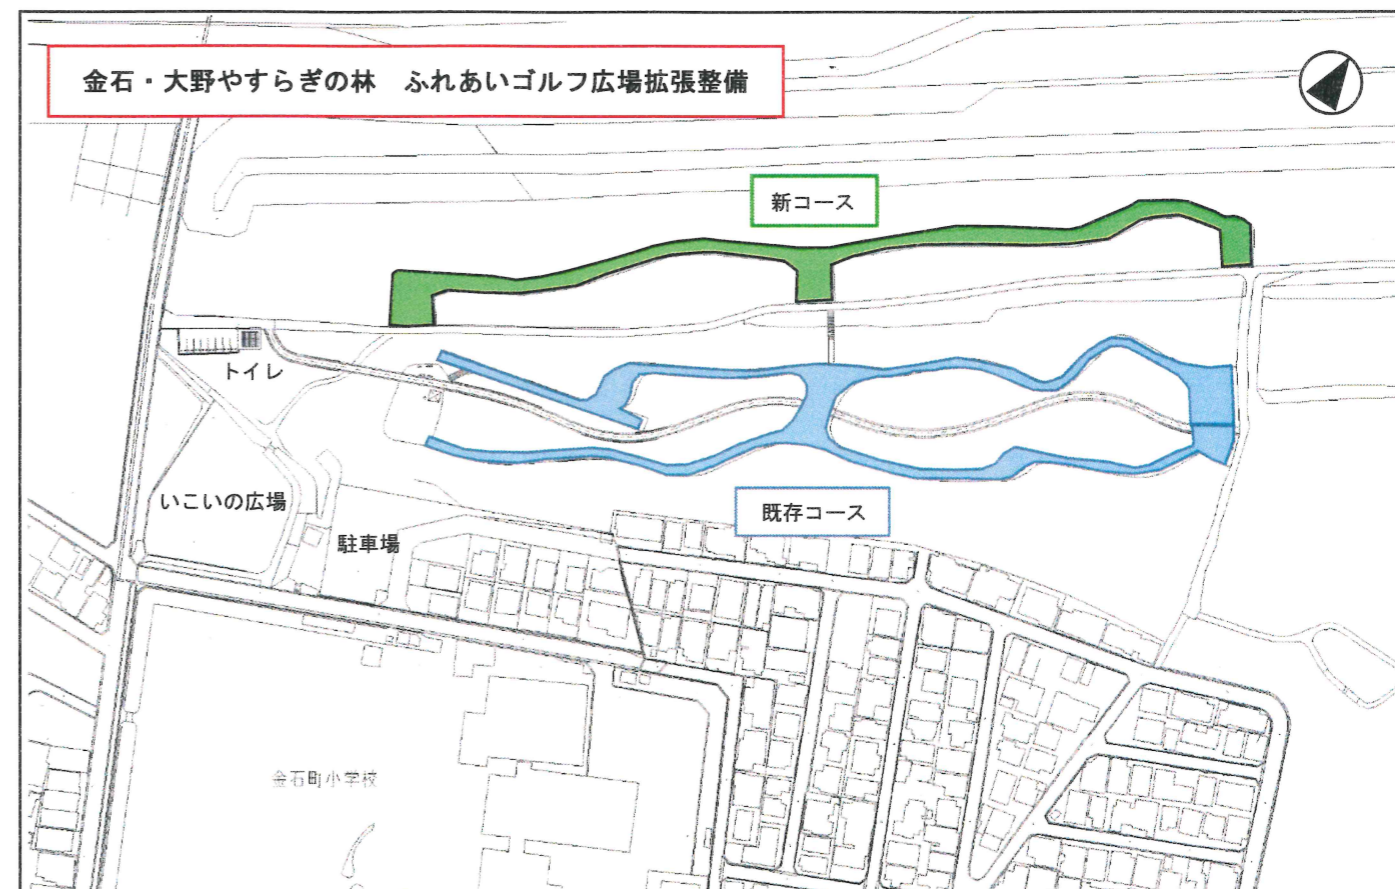 金石・大野やすらぎの林　ふれあいゴルフ広場拡張整備
新コース
トイレ
いこいの広場
既存コース
駐車場
金石町小学校